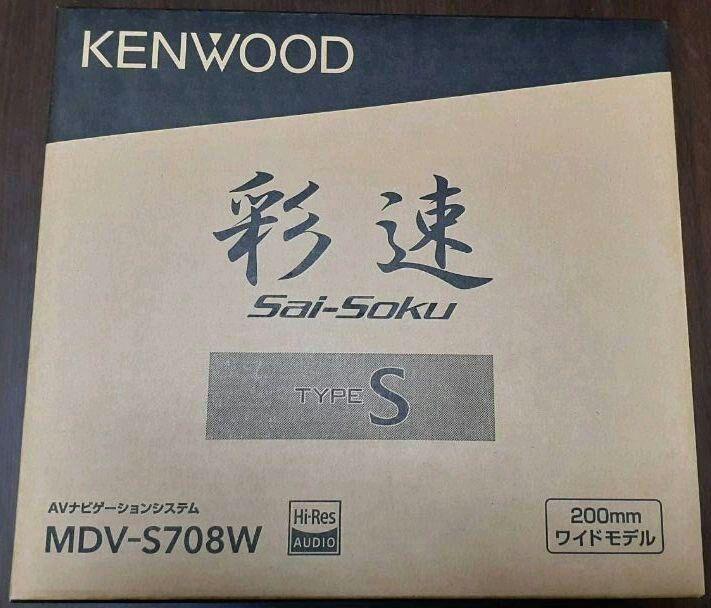 KENWOOD
彩速
Sai-Soku
TYPE S
AVナビゲーションシステム
MDV-S708W
Hi-Res
AUDIO
200mm
ワイドモデル